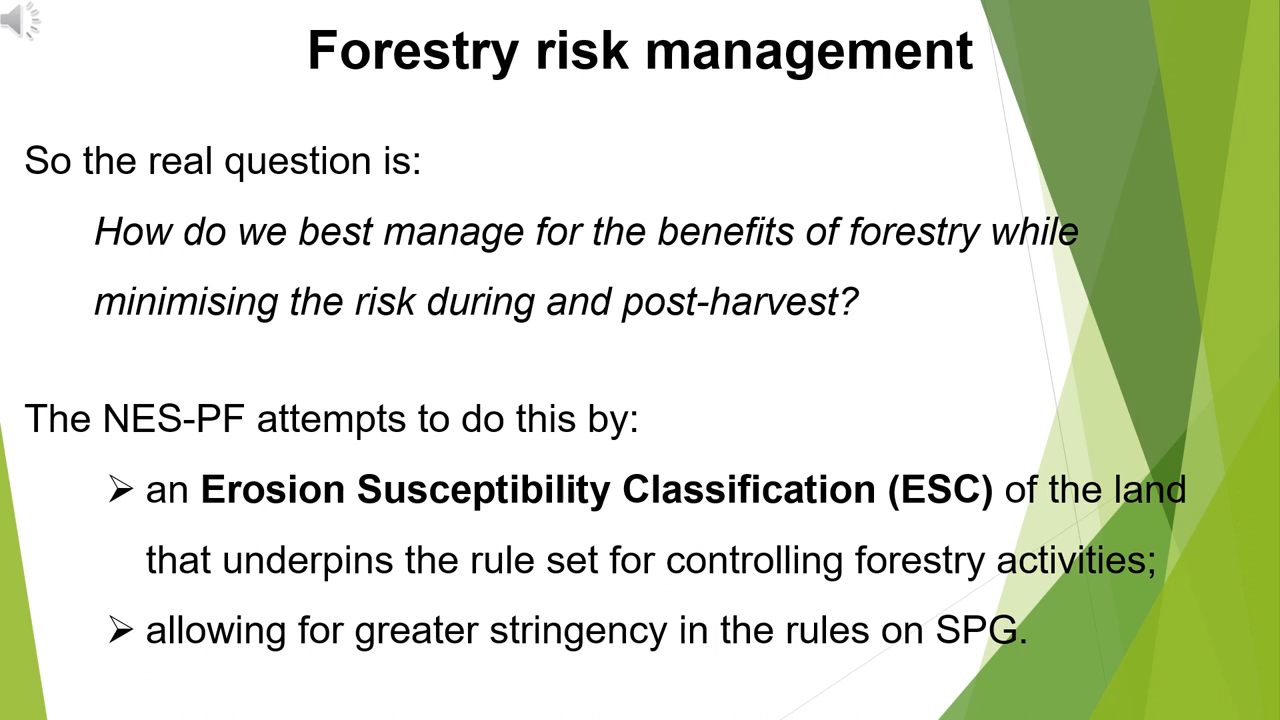 Forestry risk management
So the real question is:
How do we best manage for the benefits of forestry while
minimising the risk during and post-harvest?
The NES-PF attempts to do this by:
➢ an Erosion Susceptibility Classification (ESC) of the land
that underpins the rule set for controlling forestry activities;
➢ allowing for greater stringency in the rules on SPG.